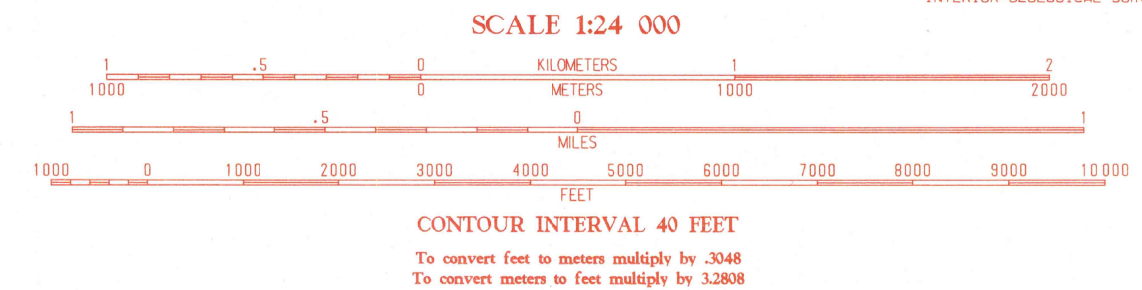 SCALE 1:24 000
1 .5 0 KILOMETERS 1 2
1000 0 METERS 1000 2000
1 .5 0 1
MILES
1000 0 1000 2000 3000 4000 5000 6000 7000 8000 9000 10 000
FEET
CONTOUR INTERVAL 40 FEET
To convert feet to meters multiply by .3048
To convert meters to feet multiply by 3.2808